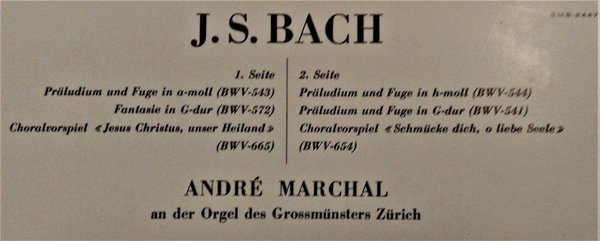 J. S. BACH
1. Seite
Präludium und Fuge in a-moll (BWV-543)
Fantasie in G-dur (BWV-572)
Choralvorspiel «Jesus Christus, unser Heiland»
(BWV-665)
2. Seite
Präludium und Fuge in h-moll (BWV-544)
Präludium und Fuge in G-dur (BWV-541)
Choralvorspiel «Schmücke dich, o liebe Seele»
(BWV-654)
ANDRÉ MARCHAL
an der Orgel des Grossmünsters Zürich